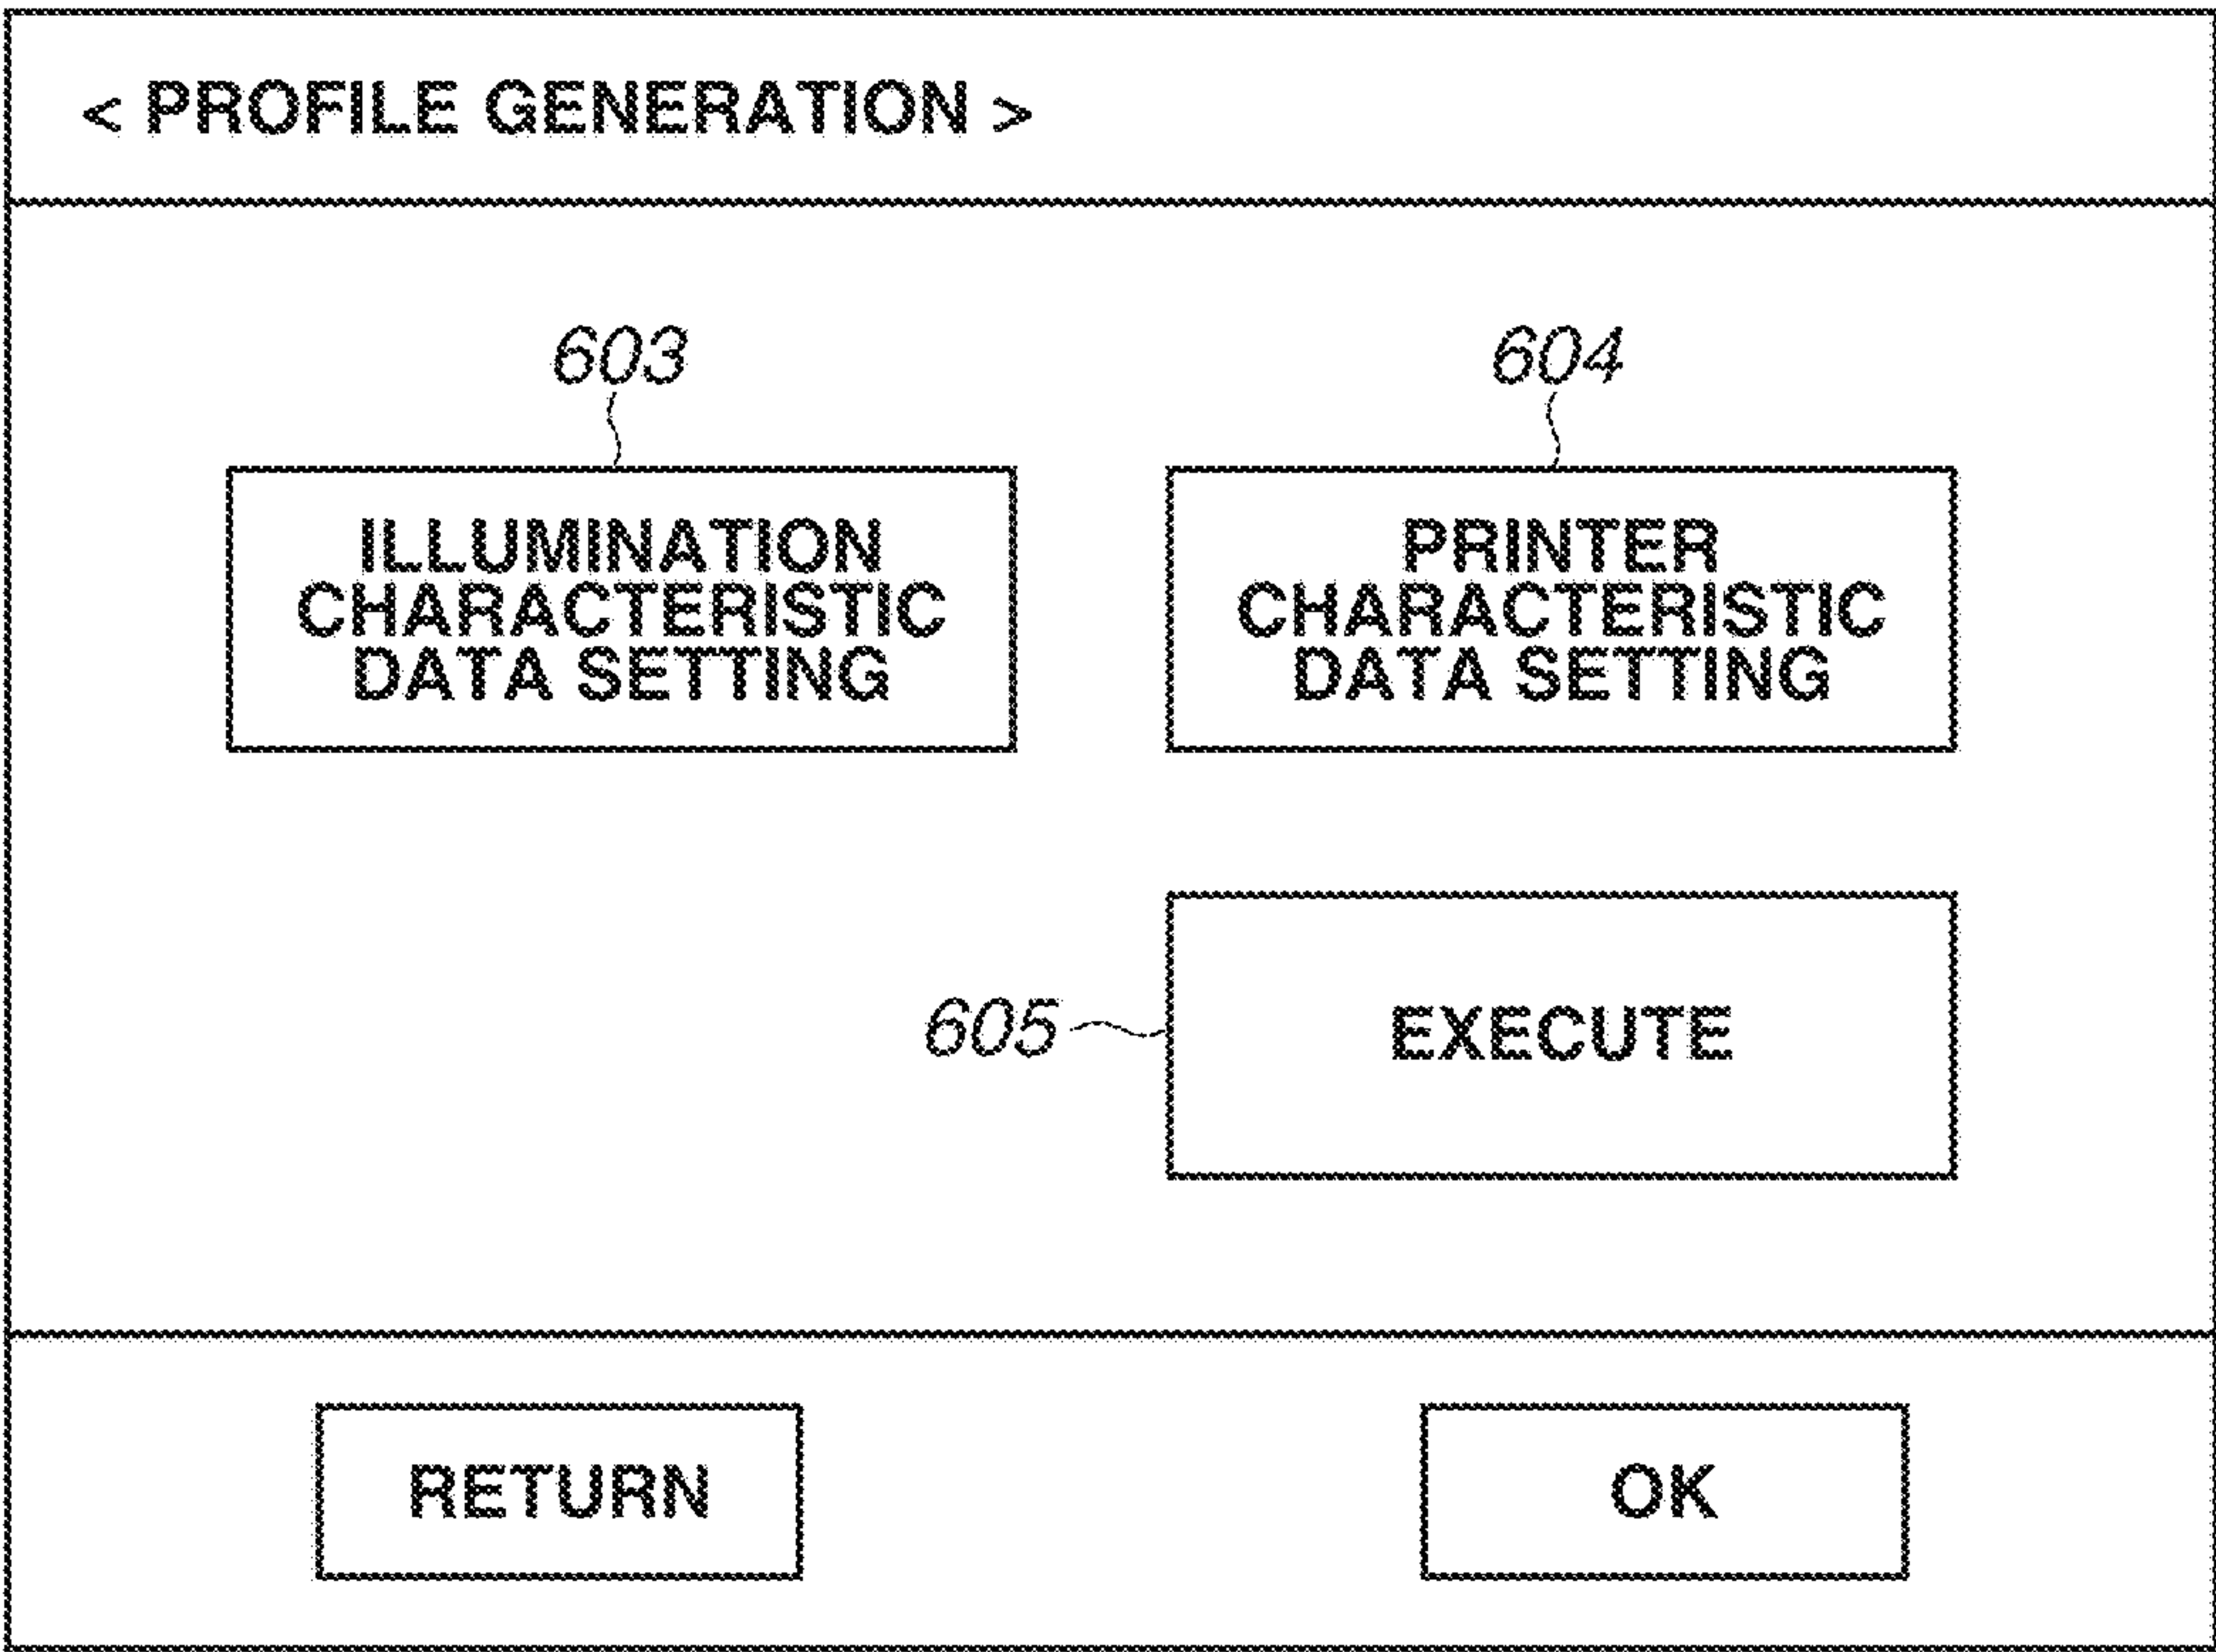 < PROFILE GENERATION >
603
604
ILLUMINATION
CHARACTERISTIC
DATA SETTING
PRINTER
CHARACTERISTIC
DATA SETTING
605
EXECUTE
RETURN
OK